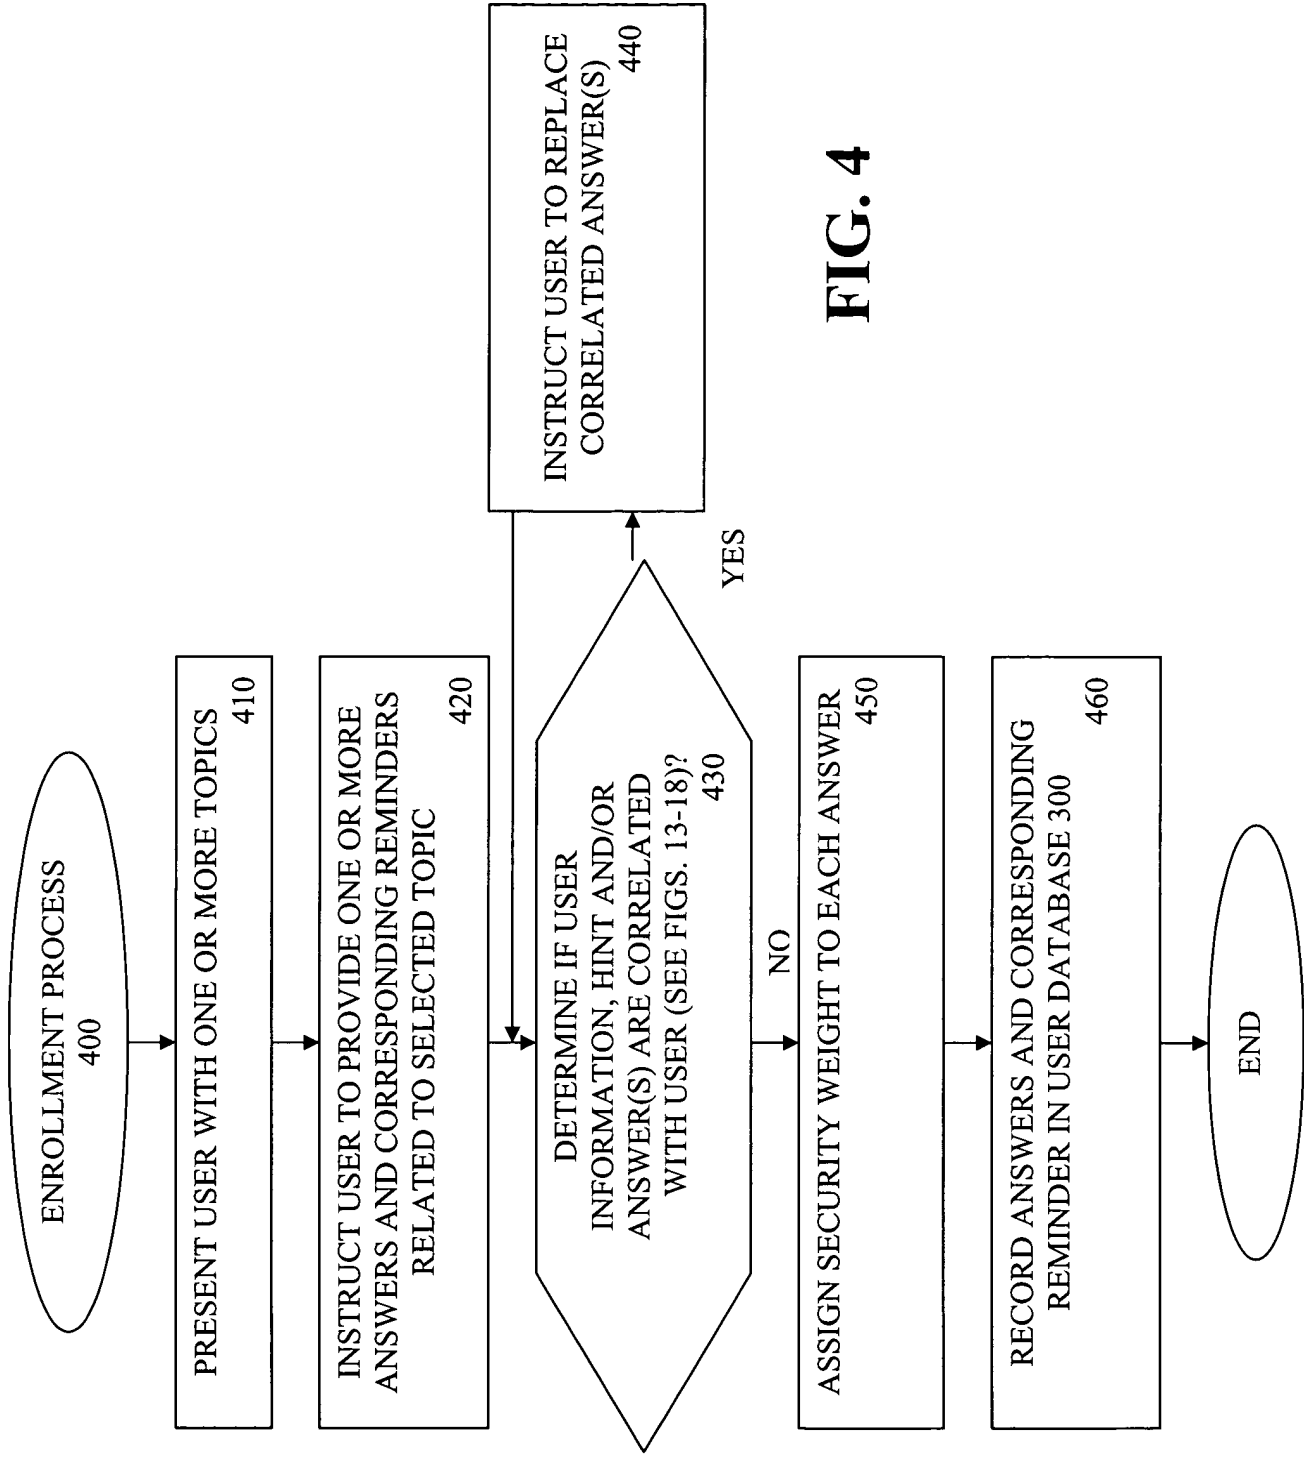 ENROLLMENT PROCESS
400
PRESENT USER WITH ONE OR MORE TOPICS
410
INSTRUCT USER TO PROVIDE ONE OR MORE
ANSWERS AND CORRESPONDING REMINDERS
RELATED TO SELECTED TOPIC
420
DETERMINE IF USER
INFORMATION, HINT AND/OR
ANSWER(S) ARE CORRELATED
WITH USER (SEE FIGS. 13-18)?
430
YES
INSTRUCT USER TO REPLACE
CORRELATED ANSWER(S)
440
NO
ASSIGN SECURITY WEIGHT TO EACH ANSWER
450
RECORD ANSWERS AND CORRESPONDING
REMINDER IN USER DATABASE 300
460
END
FIG. 4